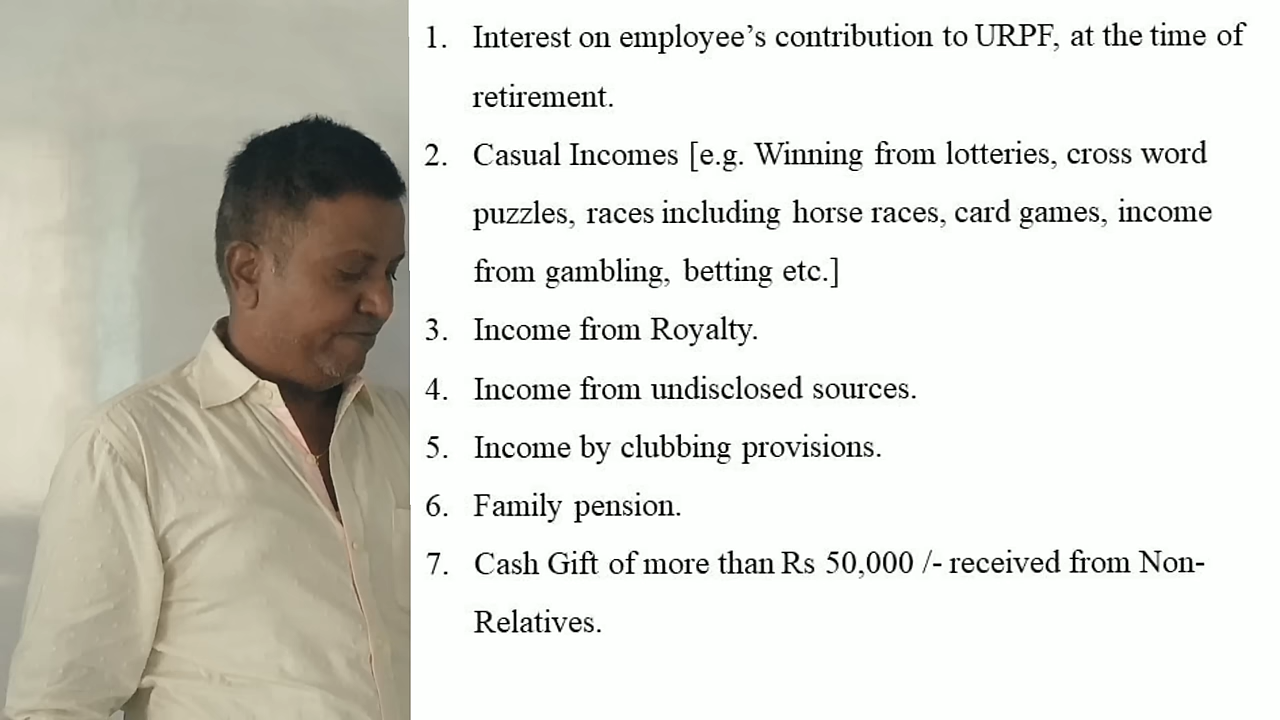 1. Interest on employee’s contribution to URPF, at the time of
retirement.
2. Casual Incomes [e.g. Winning from lotteries, cross word
puzzles, races including horse races, card games, income
from gambling, betting etc.]
3. Income from Royalty.
4. Income from undisclosed sources.
5. Income by clubbing provisions.
6. Family pension.
7. Cash Gift of more than Rs 50,000 /- received from Non-
Relatives.